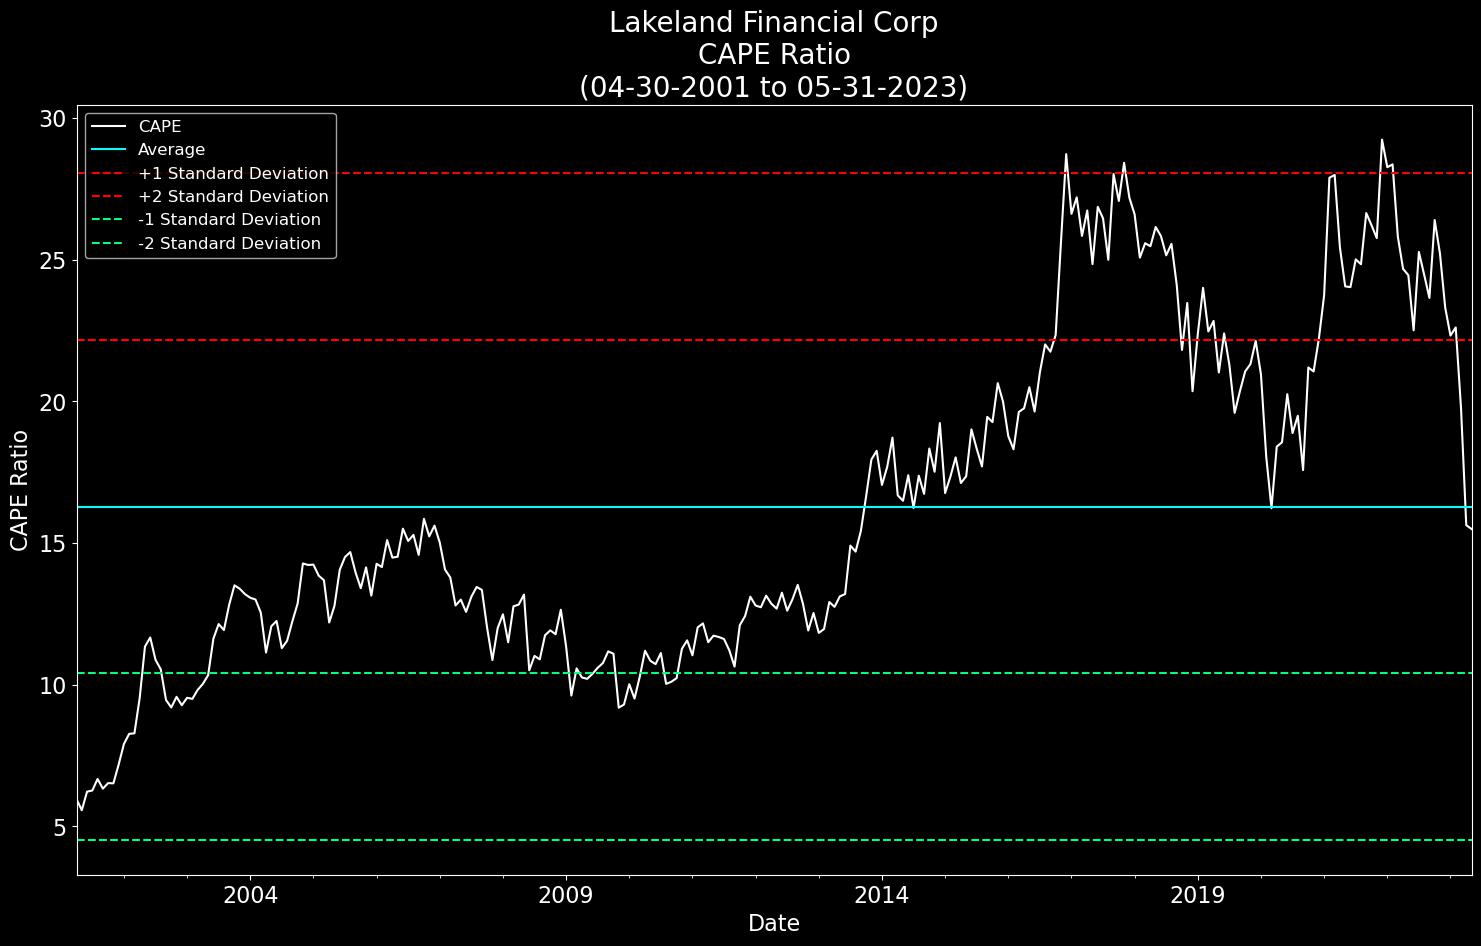 Lakeland Financial Corp
CAPE Ratio
(04-30-2001 to 05-31-2023)
CAPE
Average
+1 Standard Deviation
+2 Standard Deviation
-1 Standard Deviation
-2 Standard Deviation
30
25
20
15
10
5
CAPE Ratio
2004
2009
2014
2019
Date